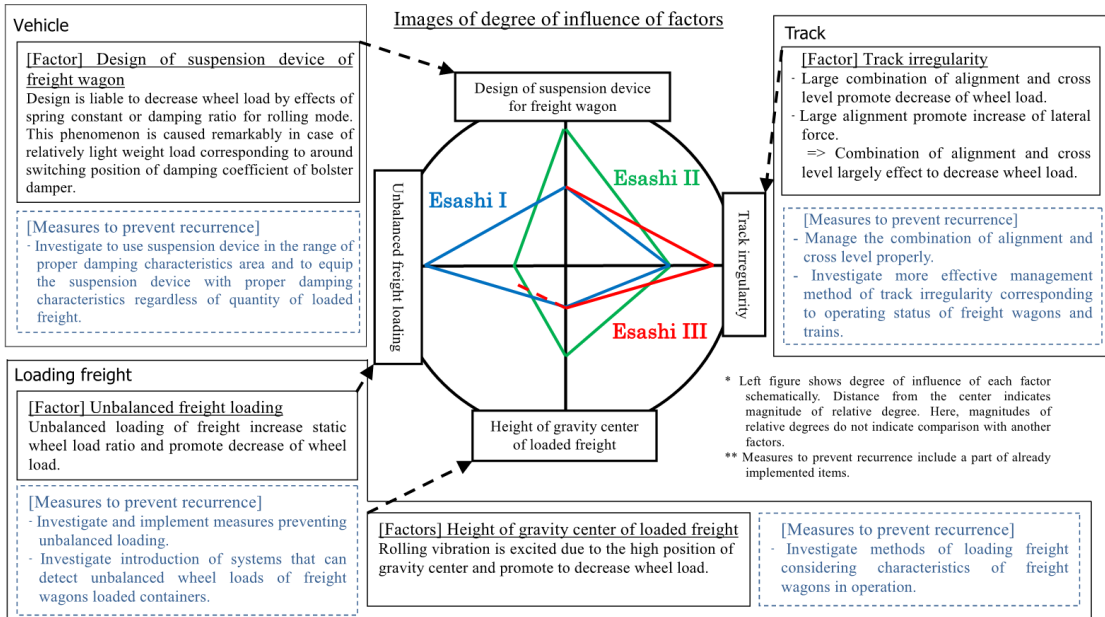 Images of degree of influence of factors
Vehicle
[Factor] Design of suspension device of
freight wagon
Design is liable to decrease wheel load by effects of
spring constant or damping ratio for rolling mode.
This phenomenon is caused remarkably in case of
relatively light weight load corresponding to around
switching position of damping coefficient of bolster
damper.
[Measures to prevent recurrence]
- Investigate to use suspension device in the range of
proper damping characteristics area and to equip
the suspension device with proper damping
characteristics regardless of quantity of loaded
freight.
Design of suspension device
for freight wagon
Unbalanced freight loading
Esashi I
Esashi II
Esashi III
Track irregularity
Height of gravity center
of loaded freight
Track
[Factor] Track irregularity
- Large combination of alignment and cross
level promote decrease of wheel load.
- Large alignment promote increase of lateral
force.
=> Combination of alignment and cross
level largely effect to decrease wheel load.
[Measures to prevent recurrence]
- Manage the combination of alignment and
cross level properly.
- Investigate more effective management
method of track irregularity corresponding
to operating status of freight wagons and
trains.
* Left figure shows degree of influence of each factor
schematically. Distance from the center indicates
magnitude of relative degree. Here, magnitudes of
relative degrees do not indicate comparison with another
factors.
** Measures to prevent recurrence include a part of already
implemented items.
Loading freight
[Factor] Unbalanced freight loading
Unbalanced loading of freight increase static
wheel load ratio and promote decrease of wheel
load.
[Measures to prevent recurrence]
- Investigate and implement measures preventing
unbalanced loading.
- Investigate introduction of systems that can
detect unbalanced wheel loads of freight
wagons loaded containers.
[Factors] Height of gravity center of loaded freight
Rolling vibration is excited due to the high position of
gravity center and promote to decrease wheel load.
[Measures to prevent recurrence]
- Investigate methods of loading freight
considering characteristics of freight
wagons in operation.